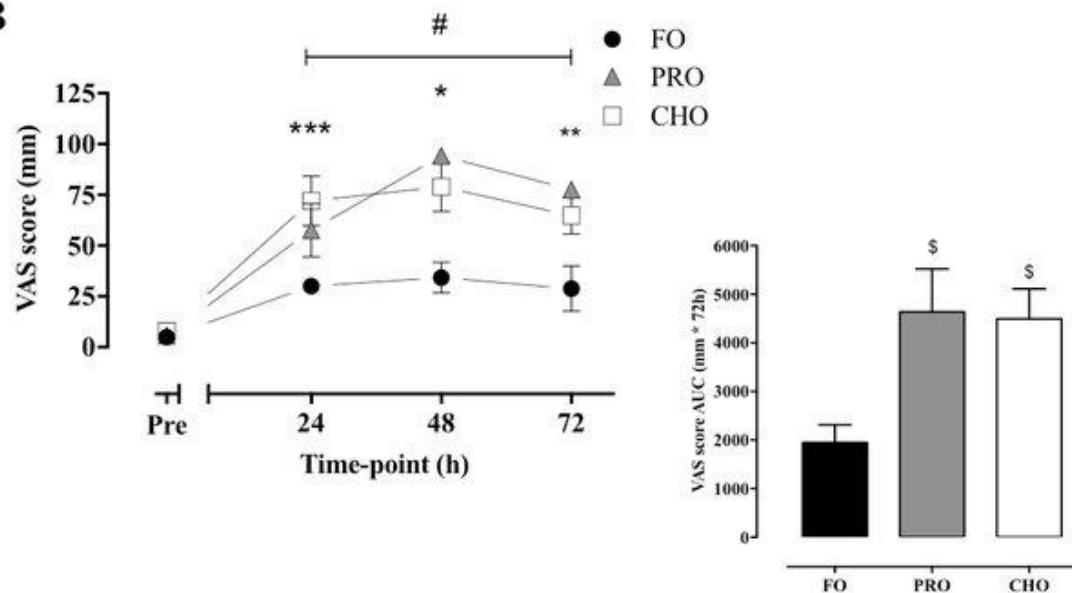 B
#
FO
PRO
CHO
***
*
**
VAS score (mm)
125
100
75
50
25
0
Pre
24
48
72
Time-point (h)
VAS score AUC (mm * 72h)
6000
5000
4000
3000
2000
1000
0
$
$
FO
PRO
CHO